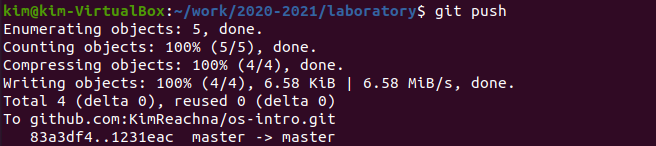 kim@kim-VirtualBox:~/work/2020-2021/laboratory$ git push
Enumerating objects: 5, done.
Counting objects: 100% (5/5), done.
Compressing objects: 100% (4/4), done.
Writing objects: 100% (4/4), 6.58 KiB | 6.58 MiB/s, done.
Total 4 (delta 0), reused 0 (delta 0)
To github.com:KimReachna/os-intro.git
   83a3df4..1231eac  master -> master